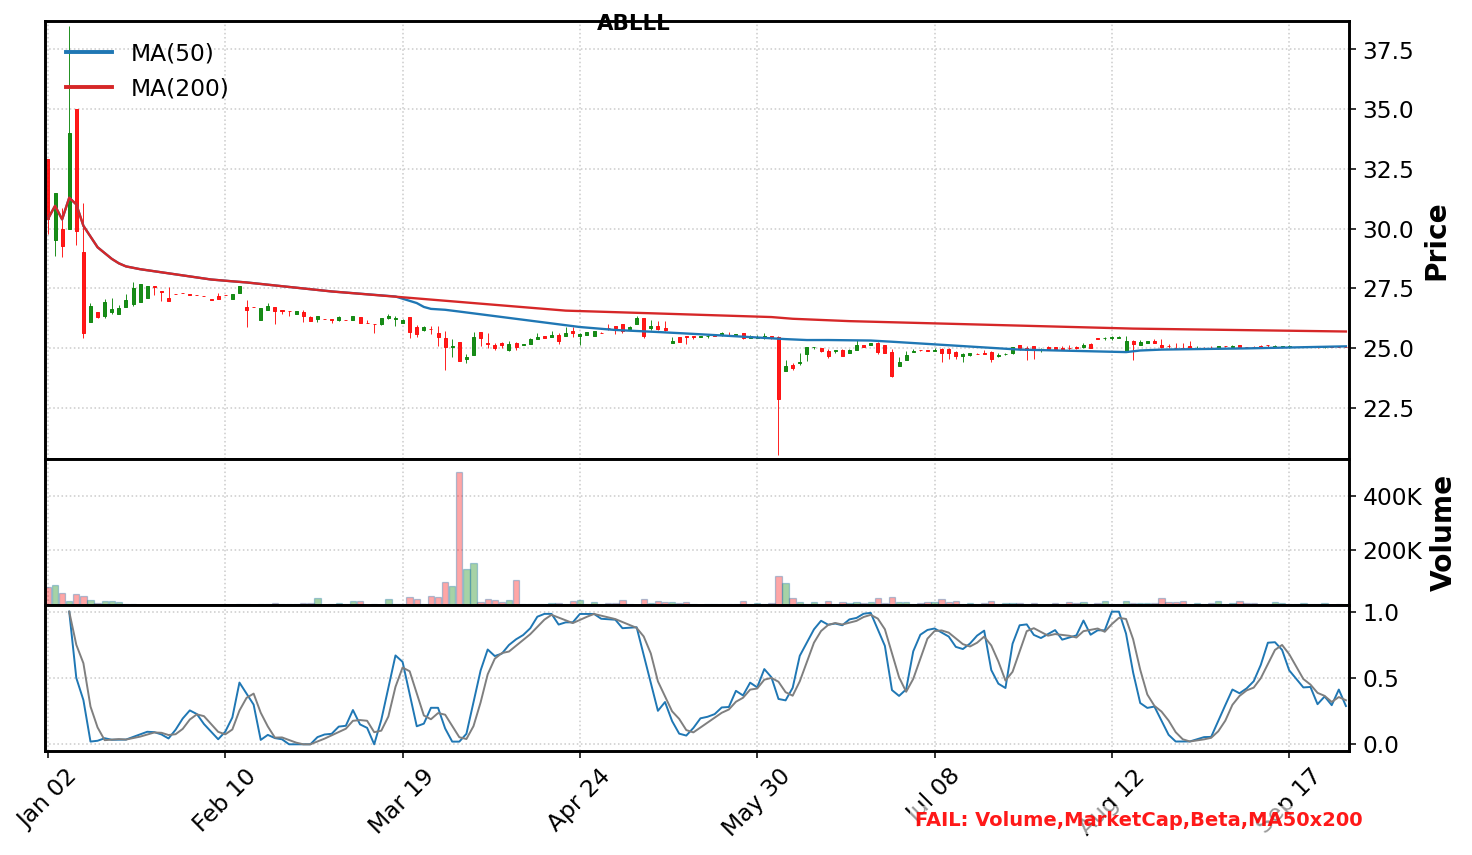 ABLLL
MA(50)
MA(200)
37.5
35.0
32.5
30.0
27.5
25.0
22.5
Price
400K
200K
Volume
1.0
0.5
0.0
Jan 02
Feb 10
Mar 19
Apr 24
May 30
Jul 08
Aug 12
Sep 17
FAIL: Volume,MarketCap,Beta,MA50x200